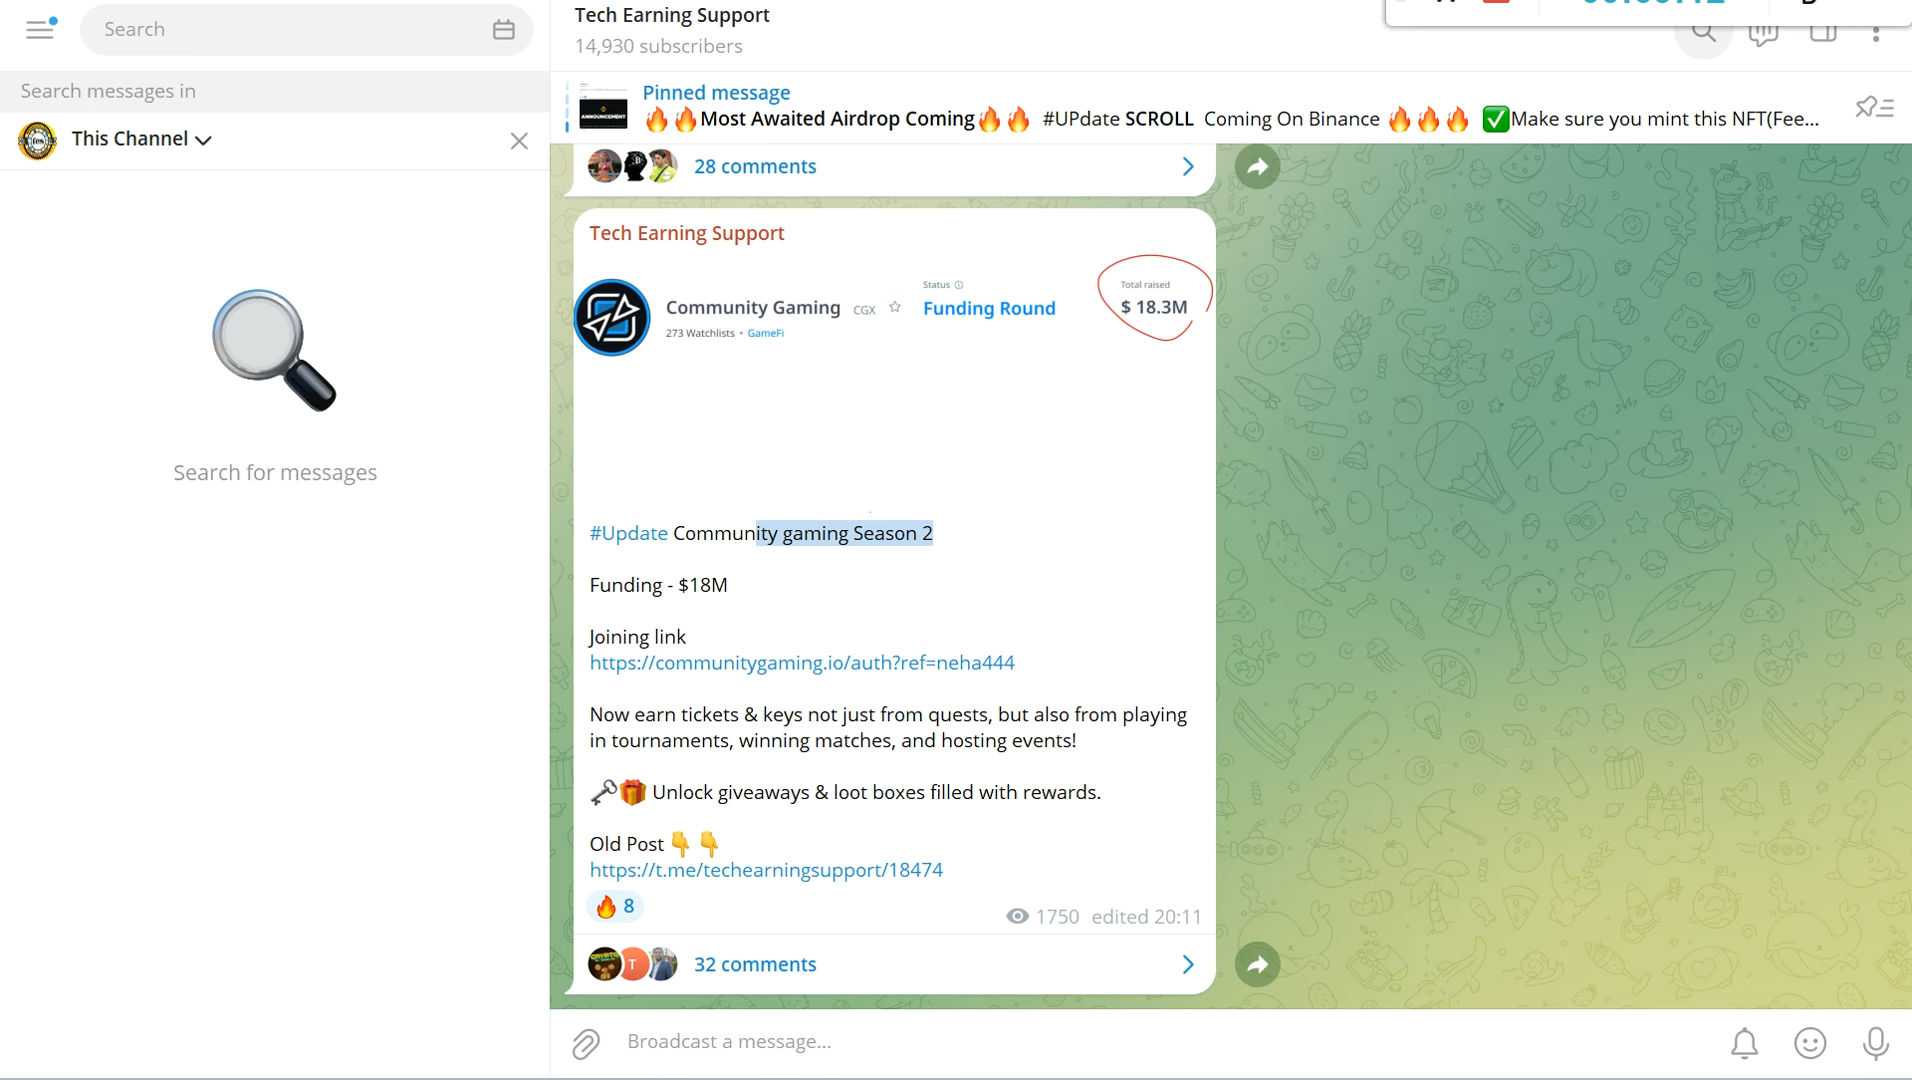 Search
Search messages in
This Channel
Search for messages
Tech Earning Support
14,930 subscribers
Pinned message
🔥🔥Most Awaited Airdrop Coming🔥🔥 #UPdate SCROLL Coming On Binance 🔥🔥🔥 ✅Make sure you mint this NFT(Fee...
ANNOUNCEMENT
28 comments
Tech Earning Support
Community Gaming CGX
273 Watchlists • GameFi
Status
Funding Round
Total raised
$ 18.3M
#Update Community gaming Season 2
Funding - $18M
Joining link
https://communitygaming.io/auth?ref=neha444
Now earn tickets & keys not just from quests, but also from playing
in tournaments, winning matches, and hosting events!
🗝🎁 Unlock giveaways & loot boxes filled with rewards.
Old Post 👇 👇
https://t.me/techearningsupport/18474
🔥 8
1750 edited 20:11
T
32 comments
Broadcast a message...